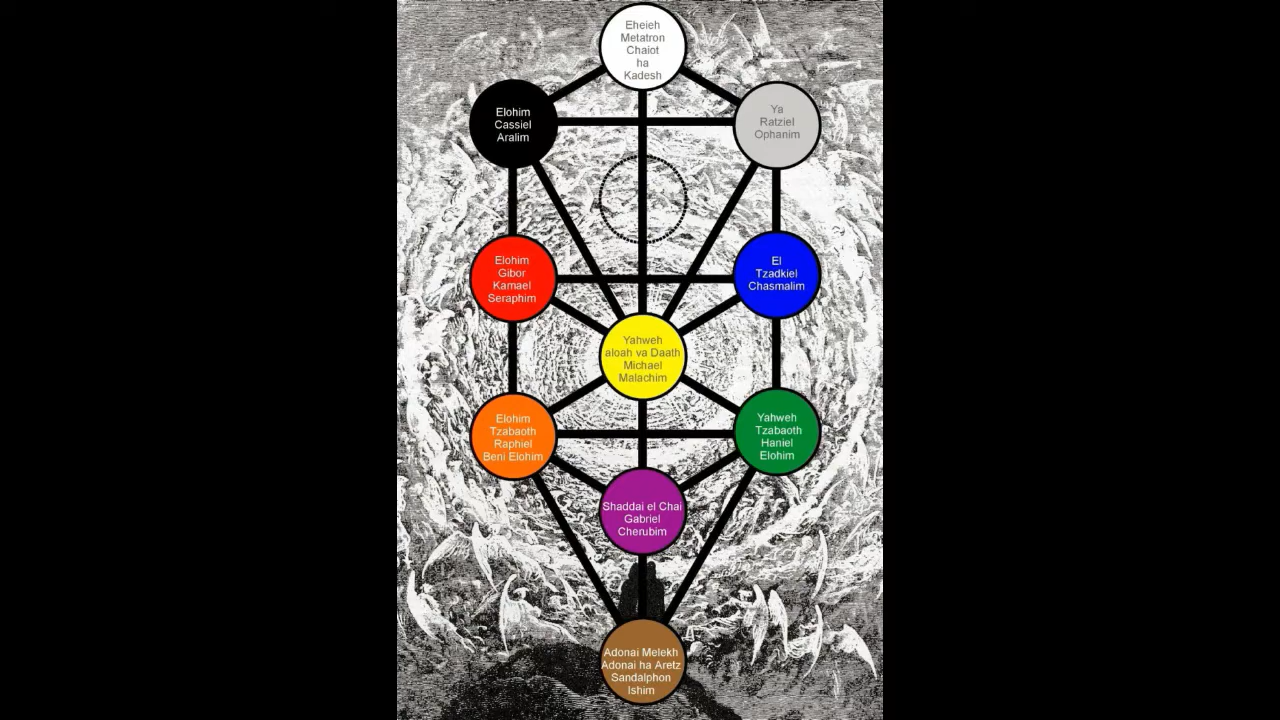 Eheieh
Metatron
Chaiot
ha
Kadesh
Elohim
Cassiel
Aralim
Ya
Ratziel
Ophanim
Elohim
Gibor
Kamael
Seraphim
El
Tzadkiel
Chasmalim
Yahweh
aloah va Daath
Michael
Malachim
Elohim
Tzabaoth
Raphiel
Beni Elohim
Yahweh
Tzabaoth
Haniel
Elohim
Shaddai el Chai
Gabriel
Cherubim
Adonai Melekh
Adonai ha Aretz
Sandalphon
Ishim